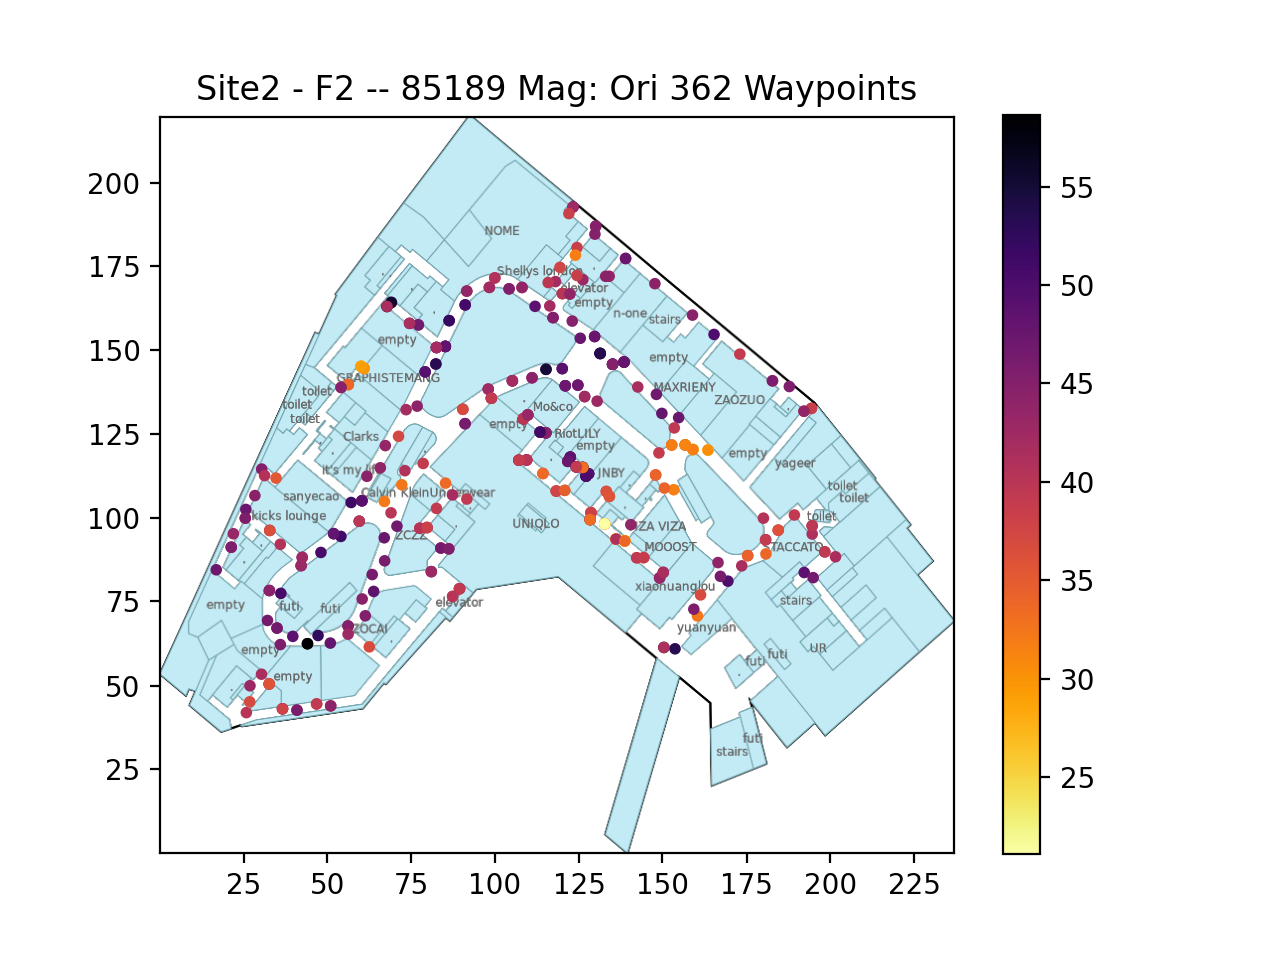 Site2 - F2 -- 85189 Mag: Ori 362 Waypoints
200
175
150
125
100
75
50
25
25 50 75 100 125 150 175 200 225
55
50
45
40
35
30
25
NOME
Shellys london
elevator
empty
n-one
stairs
empty
empty
GRAPHISTEMANG
MAXRIENY
ZAOZUO
toilet
toilet
toilet
Mo&co
empty
RiotLILY
empty
Clarks
empty
yageer
it's my life
JNBY
toilet
toilet
sanyecao
Calvin KleinUnderwear
kicks lounge
UNIQLO
IZA VIZA
toilet
ZCZZ
MOOOST
TACCATO
xiaohuanglou
empty
futi
futi
elevator
stairs
ZOCAI
yuanyuan
empty
UR
futi
futi
empty
futi
stairs